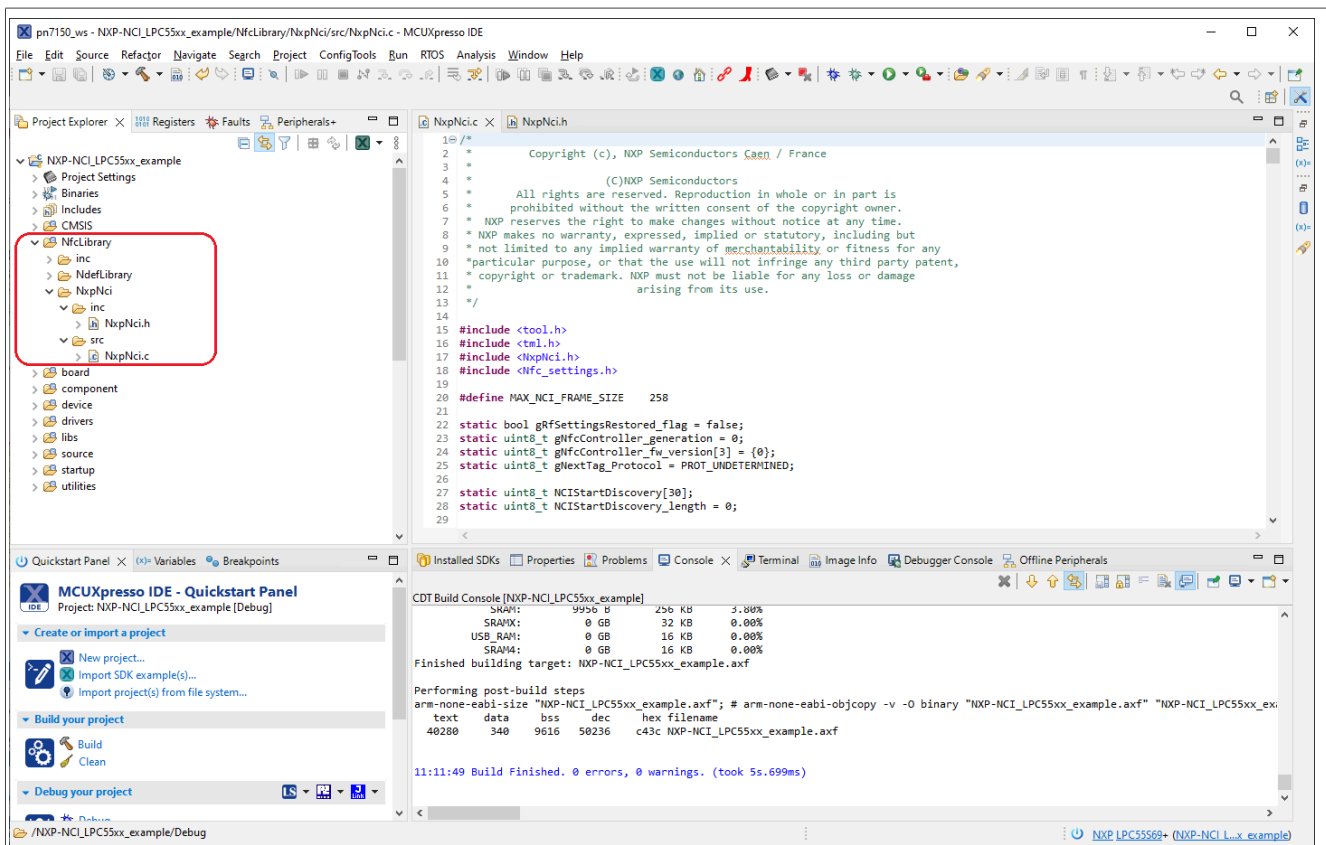 pn7150_ws - NXP-NCI_LPC55xx_example/NfcLibrary/NxpNci/src/NxpNci.c - MCUXpresso IDE
File Edit Source Refactor Navigate Search Project ConfigTools Run RTOS Analysis Window Help
Project Explorer Registers Faults Peripherals+
NXP-NCI_LPC55xx_example
Project Settings
Binaries
Includes
CMSIS
NfcLibrary
inc
NdefLibrary
NxpNci
inc
NxpNci.h
src
NxpNci.c
board
component
device
drivers
libs
source
startup
utilities
NxpNci.c NxpNci.h
1 /*
2 * Copyright (c), NXP Semiconductors Caen / France
3 *
4 * (C)NXP Semiconductors
5 * All rights are reserved. Reproduction in whole or in part is
6 * prohibited without the written consent of the copyright owner.
7 * NXP reserves the right to make changes without notice at any time.
8 * NXP makes no warranty, expressed, implied or statutory, including but
9 * not limited to any implied warranty of merchantability or fitness for any
10 *particular purpose, or that the use will not infringe any third party patent,
11 * copyright or trademark. NXP must not be liable for any loss or damage
12 * arising from its use.
13 */
14
15 #include <tool.h>
16 #include <tml.h>
17 #include <NxpNci.h>
18 #include <Nfc_settings.h>
19
20 #define MAX_NCI_FRAME_SIZE 258
21
22 static bool gRfSettingsRestored_flag = false;
23 static uint8_t gNfcController_generation = 0;
24 static uint8_t gNfcController_fw_version[3] = {0};
25 static uint8_t gNextTag_Protocol = PROT_UNDETERMINED;
26
27 static uint8_t NCIStartDiscovery[30];
28 static uint8_t NCIStartDiscovery_length = 0;
29
Quickstart Panel (x)= Variables Breakpoints
IDE
MCUXpresso IDE - Quickstart Panel
Project: NXP-NCI_LPC55xx_example [Debug]
Create or import a project
New project...
Import SDK example(s)...
Import project(s) from file system...
Build your project
Build
Clean
Debug your project
LS
Link
Debug
Installed SDKs Properties Problems Console Terminal Image Info Debugger Console Offline Peripherals
CDT Build Console [NXP-NCI_LPC55xx_example]
SRAM: 9956 B 256 KB 3.80%
SRAMX: 0 GB 32 KB 0.00%
USB_RAM: 0 GB 16 KB 0.00%
SRAM4: 0 GB 16 KB 0.00%
Finished building target: NXP-NCI_LPC55xx_example.axf
Performing post-build steps
arm-none-eabi-size "NXP-NCI_LPC55xx_example.axf"; # arm-none-eabi-objcopy -v -O binary "NXP-NCI_LPC55xx_example.axf" "NXP-NCI_LPC55xx_exa
text data bss dec hex filename
40280 340 9616 50236 c43c NXP-NCI_LPC55xx_example.axf
11:11:49 Build Finished. 0 errors, 0 warnings. (took 5s.699ms)
/NXP-NCI_LPC55xx_example/Debug
NXP LPC55S69+ (NXP-NCI_L...x_example)